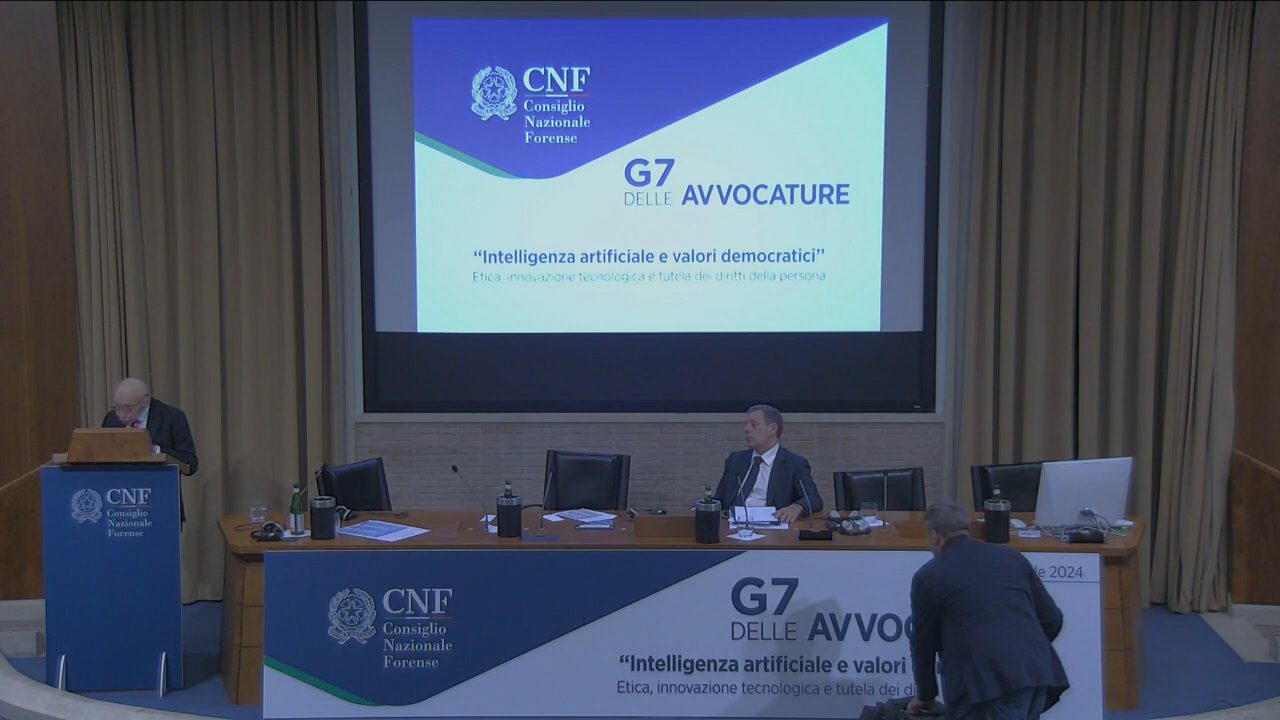 CNF
Consiglio
Nazionale
Forense
G7
DELLE AVVOCATURE
“Intelligenza artificiale e valori democratici”
Etica, innovazione tecnologica e tutela dei diritti della persona
CNF
Consiglio
Nazionale
Forense
CNF
Consiglio
Nazionale
Forense
2024
G7
DELLE AVVOC
“Intelligenza artificiale e valori
Etica, innovazione tecnologica e tutela dei